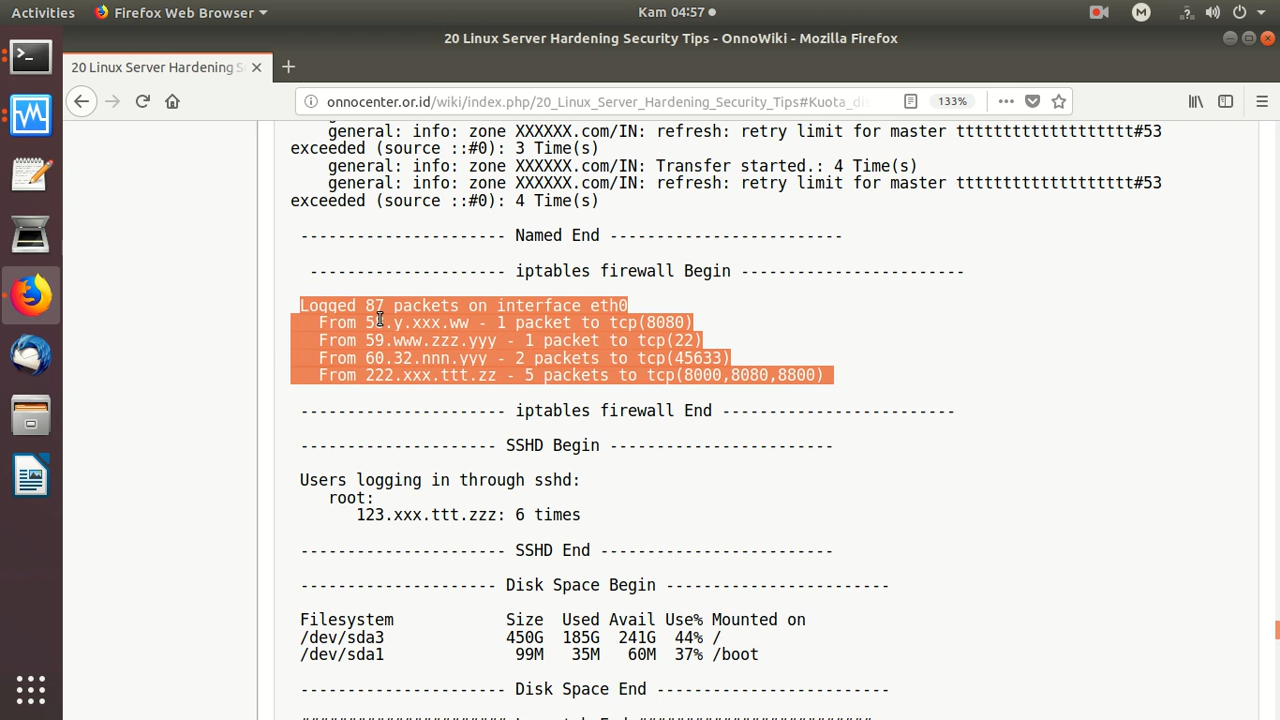 Activities
Firefox Web Browser
Kam 04:57
M
?
20 Linux Server Hardening Security Tips - OnnoWiki - Mozilla Firefox
20 Linux Server Hardening S
onnocenter.or.id/wiki/index.php/20_Linux_Server_Hardening_Security_Tips#Kuota_di
133%
general: info: zone XXXXXX.com/IN: refresh: retry limit for master ttttttttttttttttttt#53
exceeded (source ::#0): 3 Time(s)
general: info: zone XXXXXX.com/IN: Transfer started.: 4 Time(s)
general: info: zone XXXXXX.com/IN: refresh: retry limit for master ttttttttttttttttttt#53
exceeded (source ::#0): 4 Time(s)
---------------------- Named End -------------------------
--------------------- iptables firewall Begin ------------------------
Logged 87 packets on interface eth0
From - 1 packet to tcp(8080)
From 59.www.zzz.yyy - 1 packet to tcp(22)
From 60.32.nnn.yyy - 2 packets to tcp(45633)
From 222.xxx.ttt.zz - 5 packets to tcp(8000,8080,8800)
---------------------- iptables firewall End -------------------------
---------------------- SSHD Begin ------------------------
Users logging in through sshd:
root:
123.xxx.ttt.zzz: 6 times
---------------------- SSHD End -------------------------
--------------------- Disk Space Begin ------------------------
Filesystem Size Used Avail Use% Mounted on
/dev/sda3 450G 185G 241G 44% /
/dev/sda1 99M 35M 60M 37% /boot
---------------------- Disk Space End -------------------------